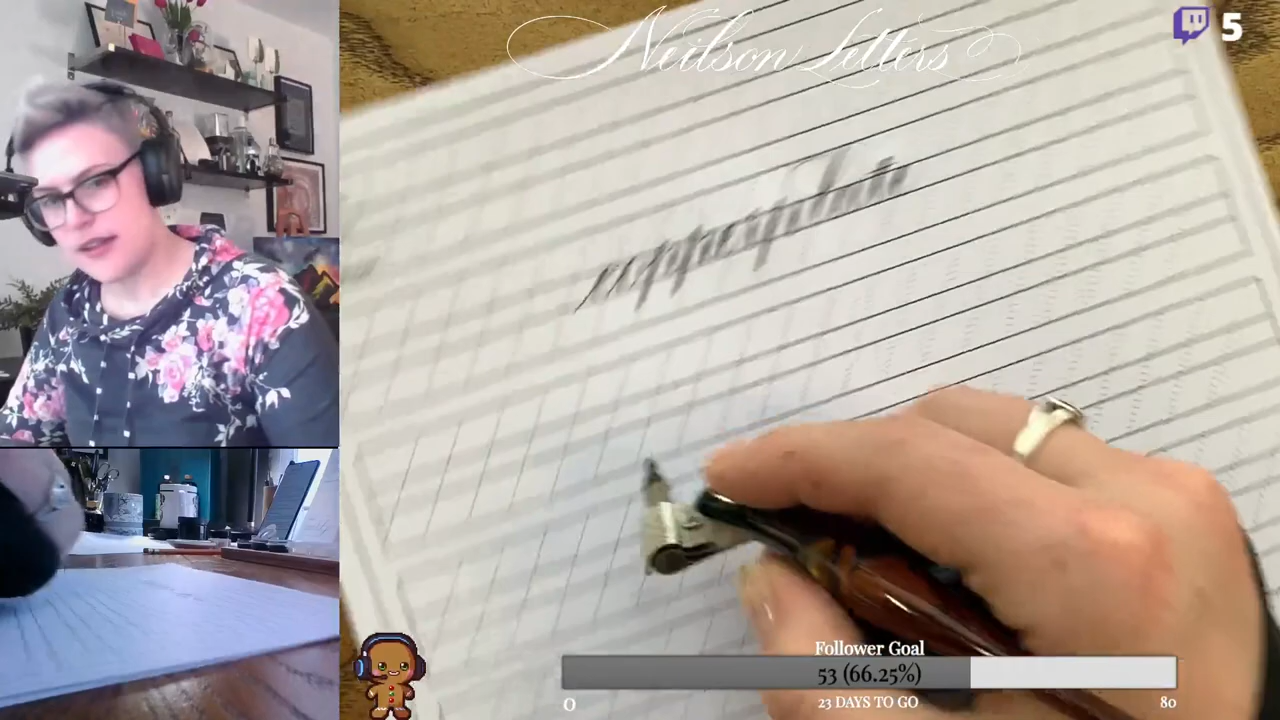 Neilson Letters
5
Follower Goal
53 (66.25%)
0 23 DAYS TO GO 80